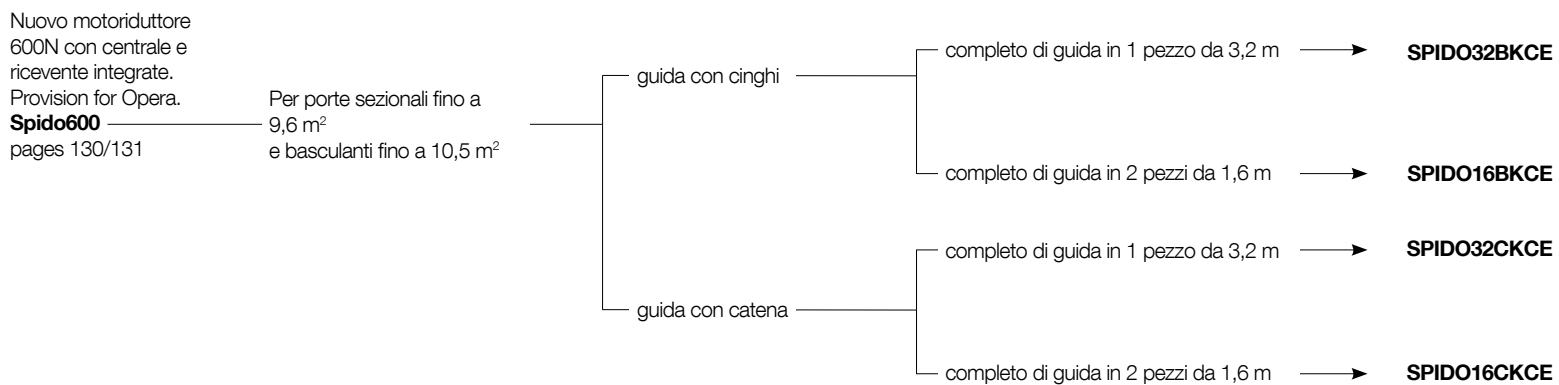 Nuovo motoriduttore
600N con centrale e
ricevente integrate.
Provision for Opera.
Spido600
pages 130/131
Per porte sezionali fino a
9,6 m²
e basculanti fino a 10,5 m²
guida con cinghi
completo di guida in 1 pezzo da 3,2 m
SPIDO32BKCE
completo di guida in 2 pezzi da 1,6 m
SPIDO16BKCE
guida con catena
completo di guida in 1 pezzo da 3,2 m
SPIDO32CKCE
completo di guida in 2 pezzi da 1,6 m
SPIDO16CKCE